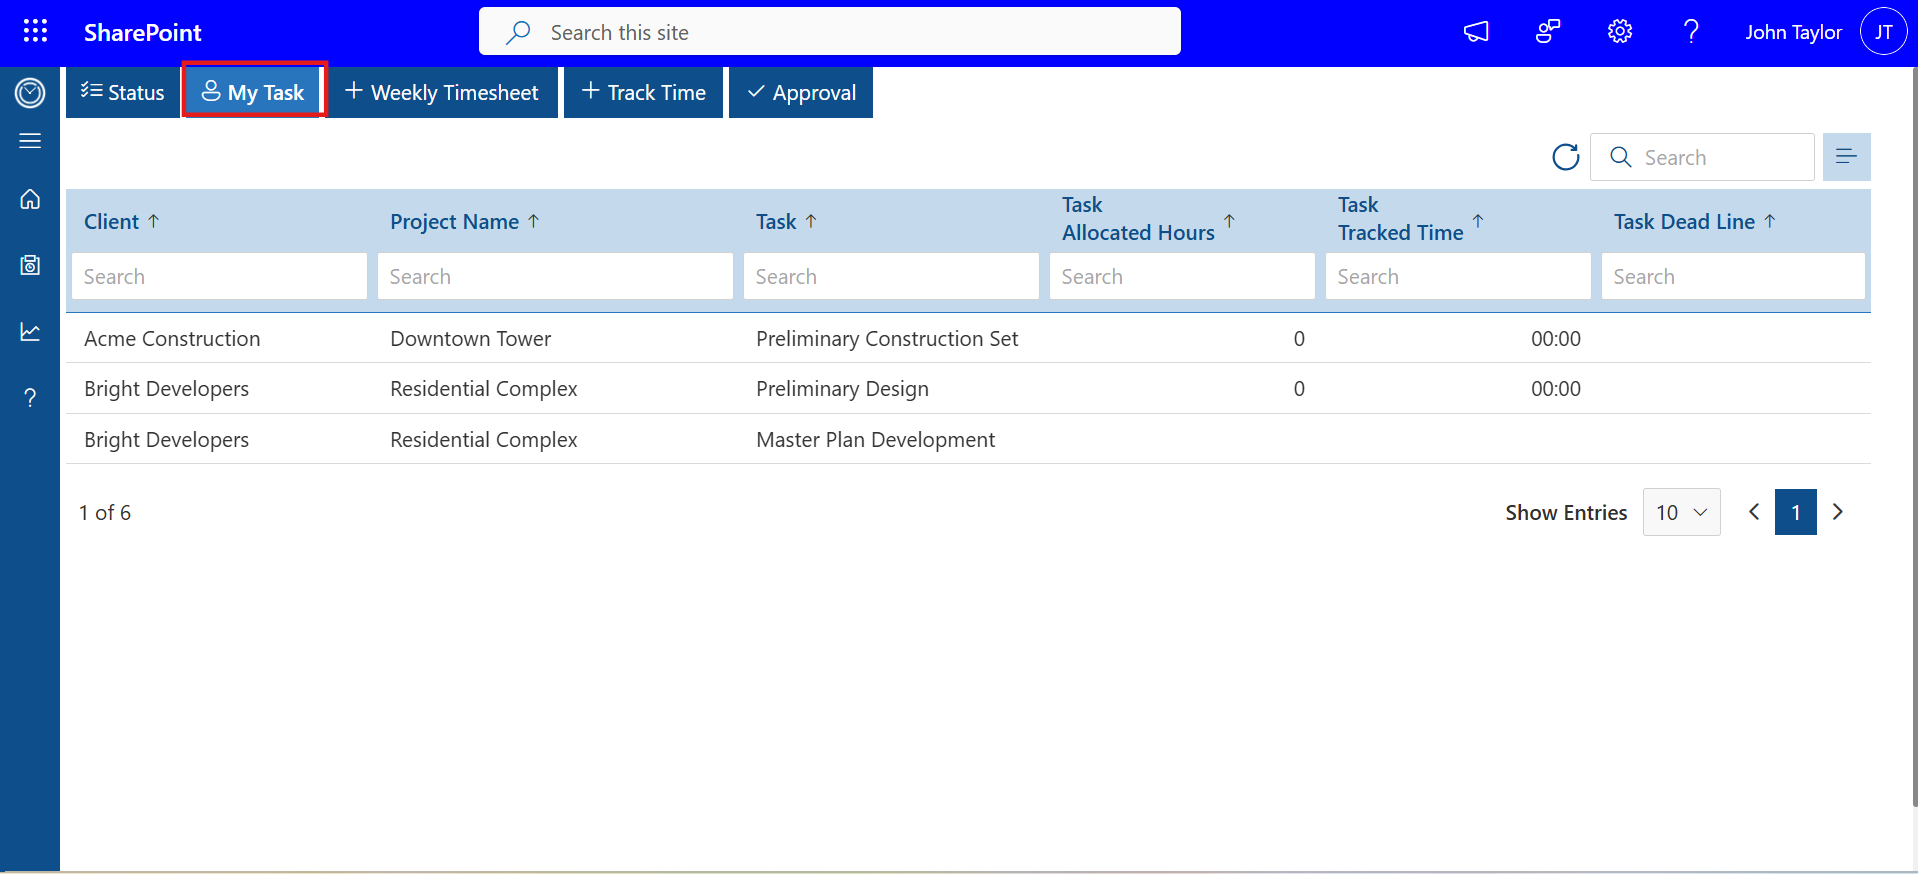 SharePoint
Search this site
John Taylor
JT
Status
My Task
Weekly Timesheet
Track Time
Approval
Search
Client
Project Name
Task
Task
Allocated Hours
Task
Tracked Time
Task Dead Line
Search
Search
Search
Search
Search
Search
Acme Construction
Downtown Tower
Preliminary Construction Set
0
00:00
Bright Developers
Residential Complex
Preliminary Design
0
00:00
Bright Developers
Residential Complex
Master Plan Development
1 of 6
Show Entries
10
1